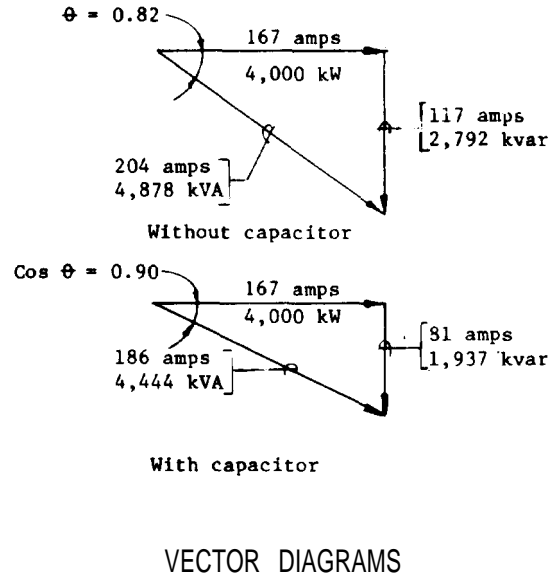 θ = 0.82
167 amps
4,000 kW
117 amps
2,792 kvar
204 amps
4,878 kVA
Without capacitor
Cos θ = 0.90
167 amps
4,000 kW
81 amps
1,937 kvar
186 amps
4,444 kVA
With capacitor
VECTOR DIAGRAMS